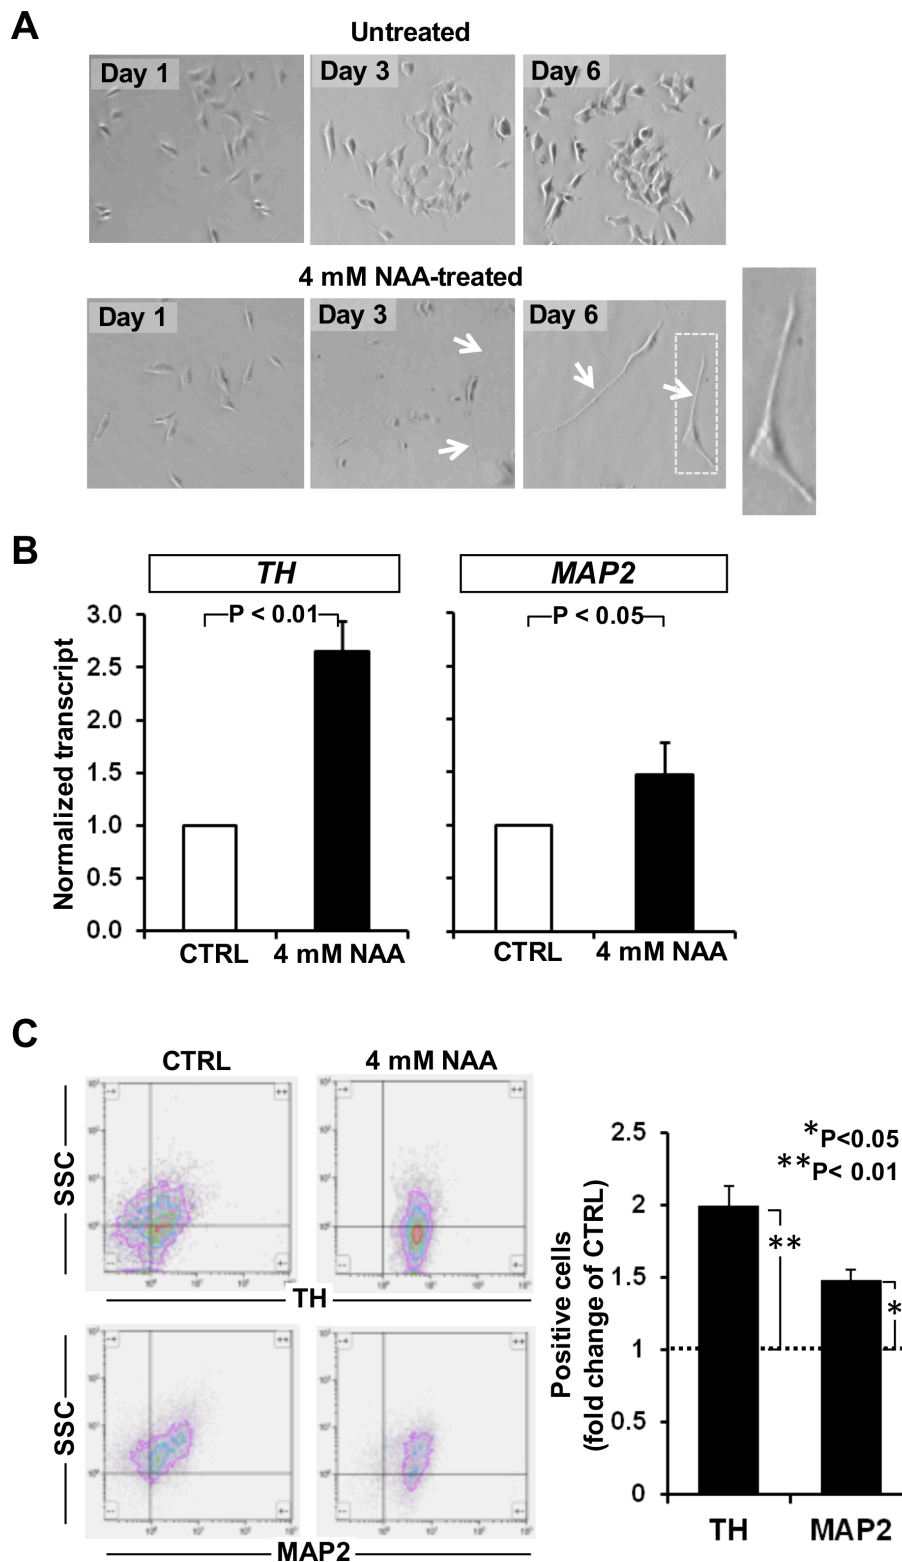 A
Untreated
Day 1
Day 3
Day 6
4 mM NAA-treated
Day 1
Day 3
Day 6
B
TH
MAP2
Normalized transcript
3.0
2.5
2.0
1.5
1.0
0.5
0.0
P < 0.01
P < 0.05
CTRL
4 mM NAA
CTRL
4 mM NAA
C
CTRL
4 mM NAA
SSC
-+
++
+-
-+
++
--
+-
TH
SSC
-+
++
--
+-
-+
++
--
+-
MAP2
Positive cells
(fold change of CTRL)
2.5
2
1.5
1
0.5
0
*P<0.05
**P< 0.01
**
*
TH
MAP2